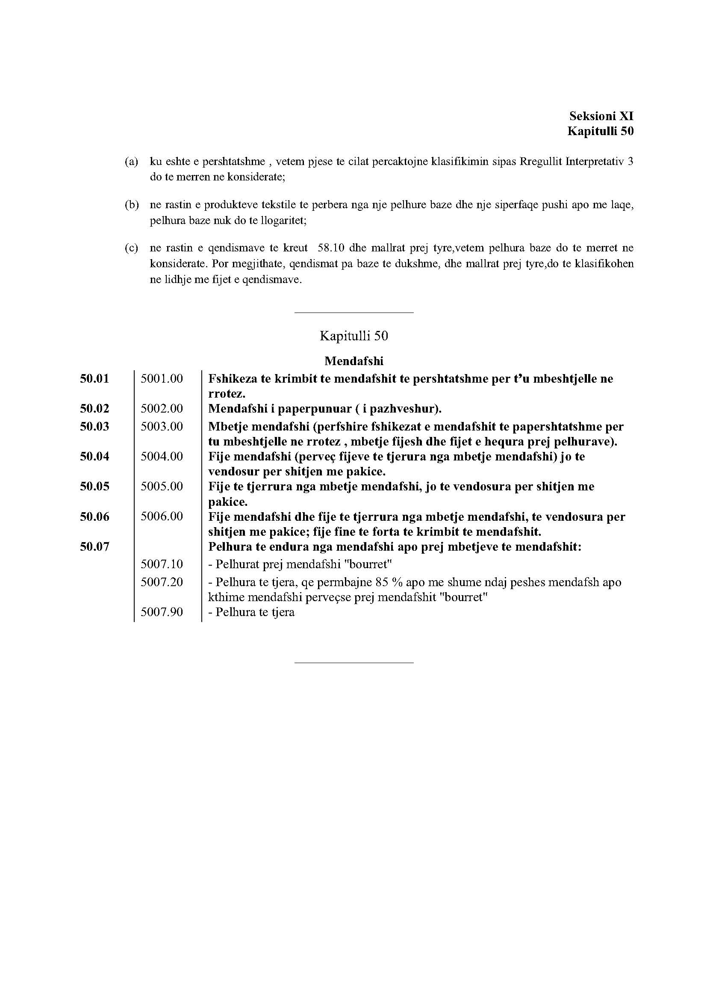 Seksioni XI
Kapitulli 50
(a) ku eshte e pershtatshme , vetem pjese te cilat percaktojne klasifikimin sipas Rregullit Interpretativ 3
do te merren ne konsiderate;
(b) ne rastin e produkteve tekstile te perbera nga nje pelhure baze dhe nje siperfaqe pushi apo me laqe,
pelhura baze nuk do te llogaritet;
(c) ne rastin e qendismave te kreut 58.10 dhe mallrat prej tyre,vetem pelhura baze do te merret ne
konsiderate. Por megjithate, qendismat pa baze te dukshme, dhe mallrat prej tyre,do te klasifikohen
ne lidhje me fijet e qendismave.
Kapitulli 50
Mendafshi
50.01 5001.00 Fshikeza te krimbit te mendafshit te pershtatshme per t’u mbeshtjelle ne
rrotez.
50.02 5002.00 Mendafshi i paperpunuar ( i pazhveshur).
50.03 5003.00 Mbetje mendafshi (perfshire fshikezat e mendafshit te papershtatshme per
tu mbeshtjelle ne rrotez , mbetje fijesh dhe fijet e hequra prej pelhurave).
50.04 5004.00 Fije mendafshi (perveç fijeve te tjerura nga mbetje mendafshi) jo te
vendosur per shitjen me pakice.
50.05 5005.00 Fije te tjerrura nga mbetje mendafshi, jo te vendosura per shitjen me
pakice.
50.06 5006.00 Fije mendafshi dhe fije te tjerrura nga mbetje mendafshi, te vendosura per
shitjen me pakice; fije fine te forta te krimbit te mendafshit.
50.07 Pelhura te endura nga mendafshi apo prej mbetjeve te mendafshit:
5007.10 - Pelhurat prej mendafshi "bourret"
5007.20 - Pelhura te tjera, qe permbajne 85 % apo me shume ndaj peshes mendafsh apo
kthime mendafshi perveçse prej mendafshit "bourret"
5007.90 - Pelhura te tjera